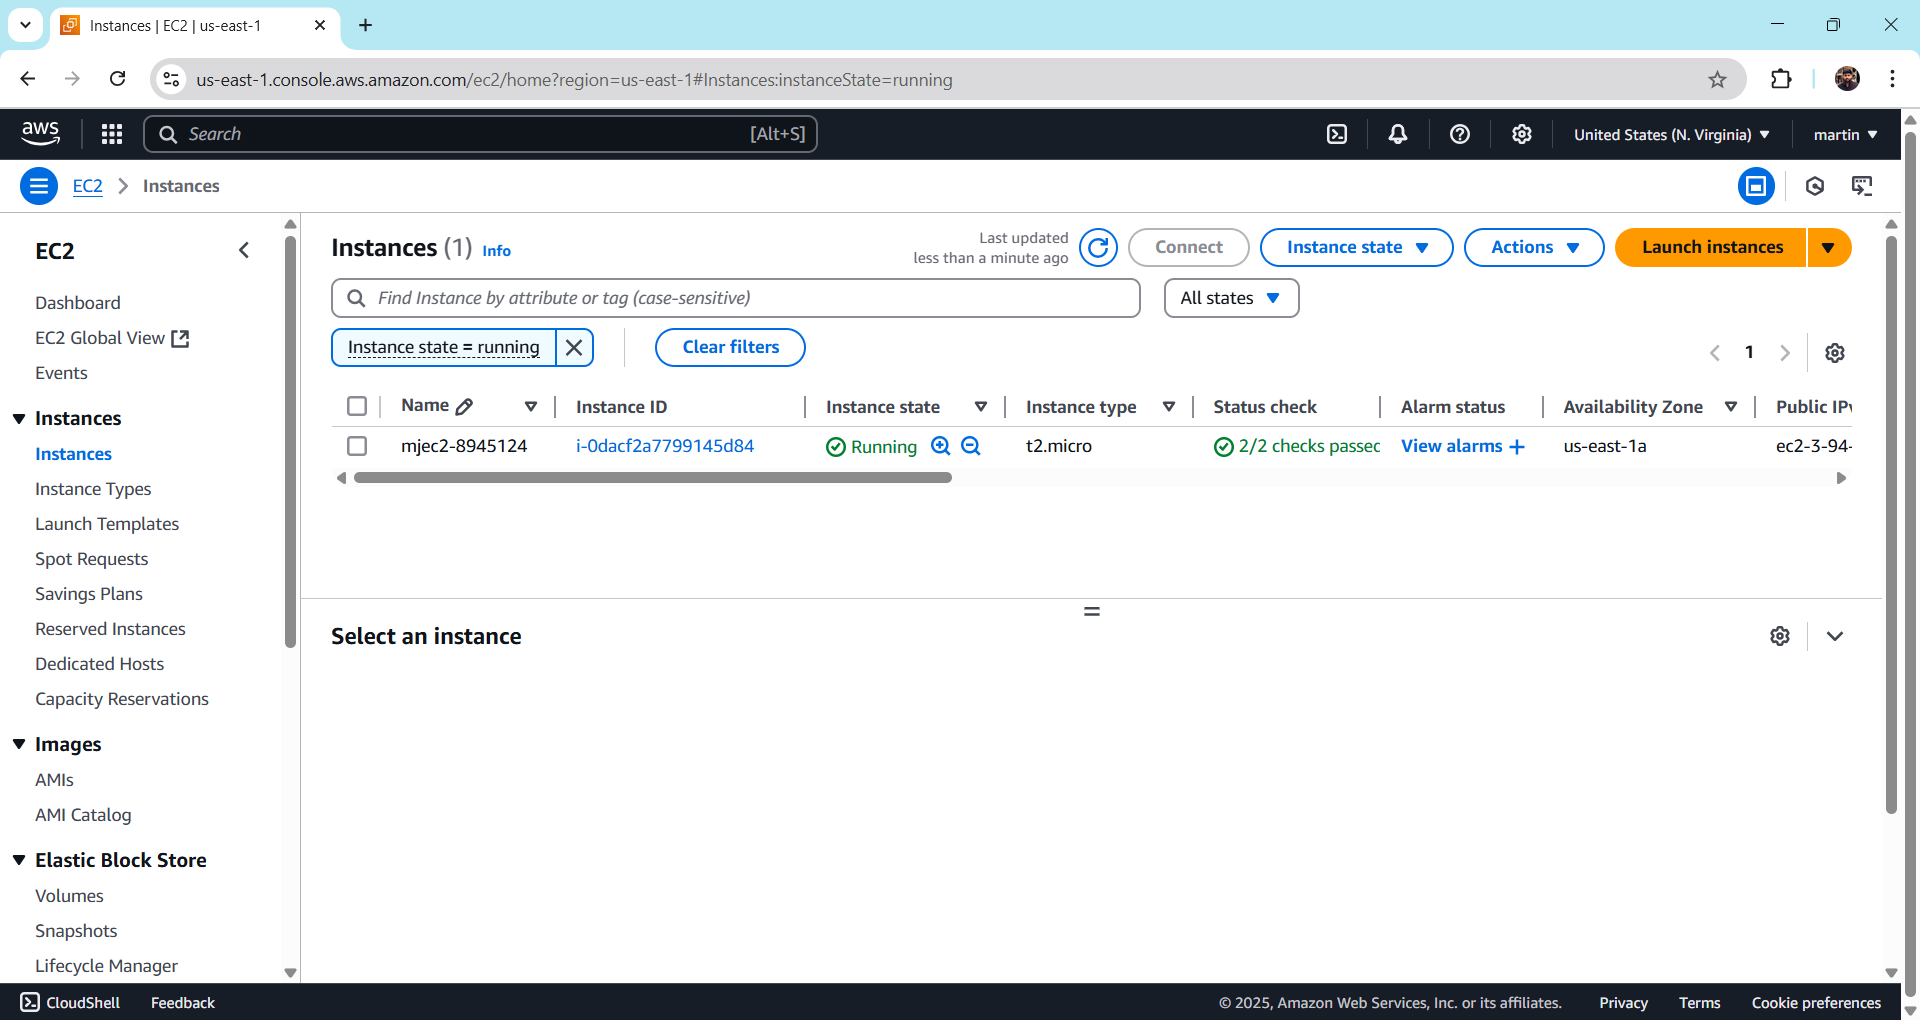 Instances | EC2 | us-east-1
us-east-1.console.aws.amazon.com/ec2/home?region=us-east-1#Instances:instanceState=running
aws
Search
[Alt+S]
United States (N. Virginia)
martin
EC2
Instances
EC2
Dashboard
EC2 Global View
Events
Instances
Instances
Instance Types
Launch Templates
Spot Requests
Savings Plans
Reserved Instances
Dedicated Hosts
Capacity Reservations
Images
AMIs
AMI Catalog
Elastic Block Store
Volumes
Snapshots
Lifecycle Manager
Instances (1) Info
Last updated
less than a minute ago
Connect
Instance state
Actions
Launch instances
Find Instance by attribute or tag (case-sensitive)
All states
Instance state = running
Clear filters
1
Name Instance ID Instance state Instance type Status check Alarm status Availability Zone Public IPv
mjec2-8945124 i-0dacf2a7799145d84 Running t2.micro 2/2 checks passed View alarms + us-east-1a ec2-3-94-
Select an instance
CloudShell
Feedback
© 2025, Amazon Web Services, Inc. or its affiliates.
Privacy
Terms
Cookie preferences